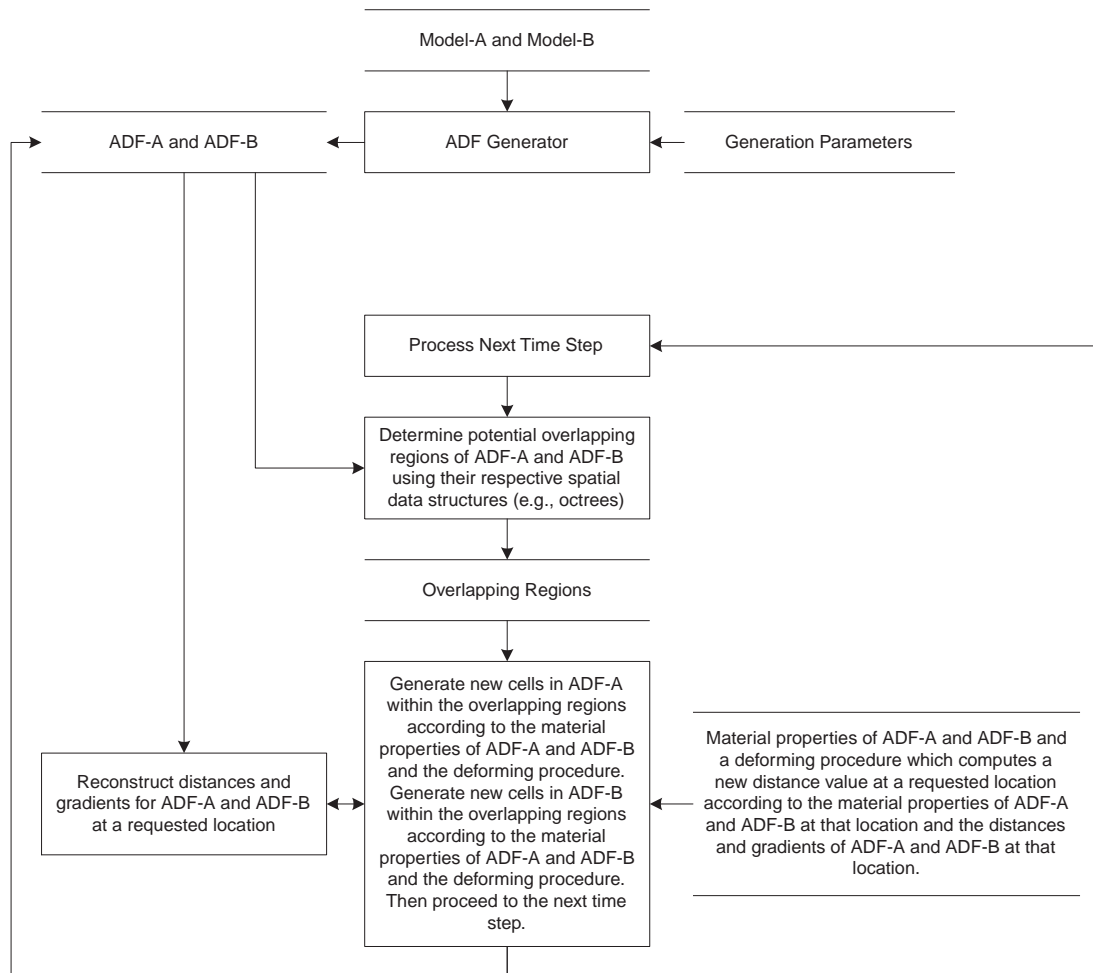 Model-A and Model-B
ADF-A and ADF-B
ADF Generator
Generation Parameters
Process Next Time Step
Determine potential overlapping
regions of ADF-A and ADF-B
using their respective spatial
data structures (e.g., octrees)
Overlapping Regions
Generate new cells in ADF-A
within the overlapping regions
according to the material
properties of ADF-A and ADF-B
and the deforming procedure.
Generate new cells in ADF-B
within the overlapping regions
according to the material
properties of ADF-A and ADF-B
and the deforming procedure.
Then proceed to the next time
step.
Reconstruct distances and
gradients for ADF-A and ADF-B
at a requested location
Material properties of ADF-A and ADF-B and
a deforming procedure which computes a
new distance value at a requested location
according to the material properties of ADF-A
and ADF-B at that location and the distances
and gradients of ADF-A and ADF-B at that
location.